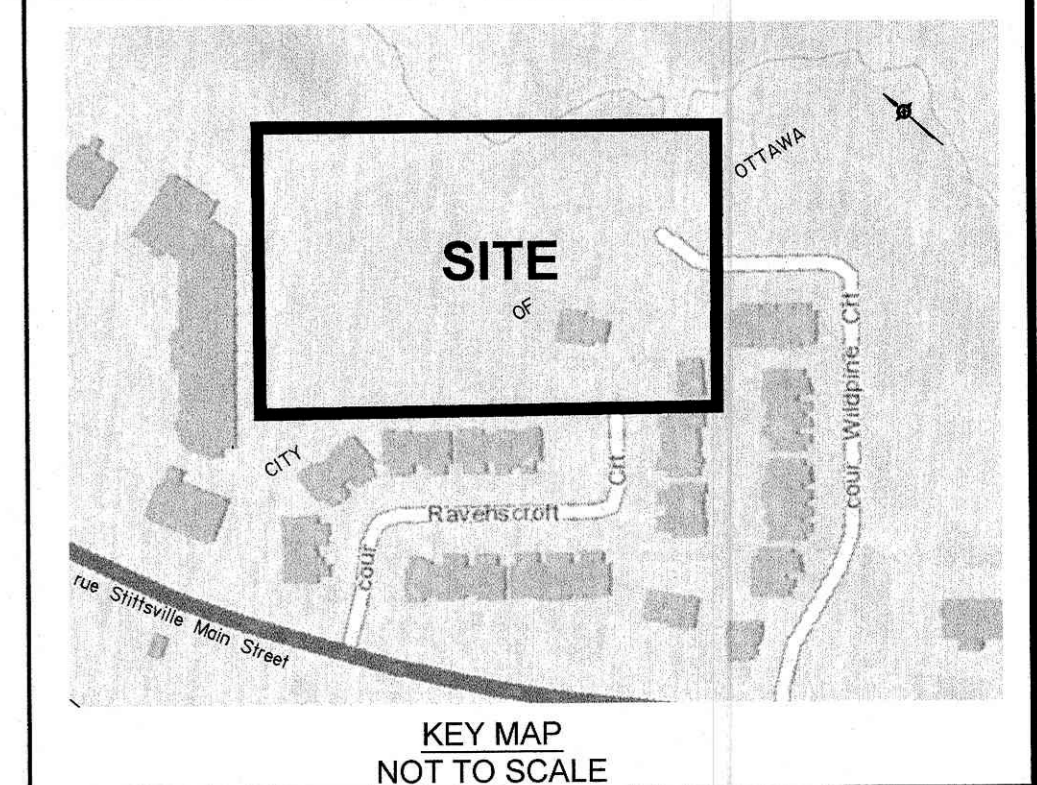 OTTAWA
SITE
OF
cour Wildpine Crt
CITY
Crt
Ravenscroft
cour
rue Stittsville Main Street
KEY MAP
NOT TO SCALE